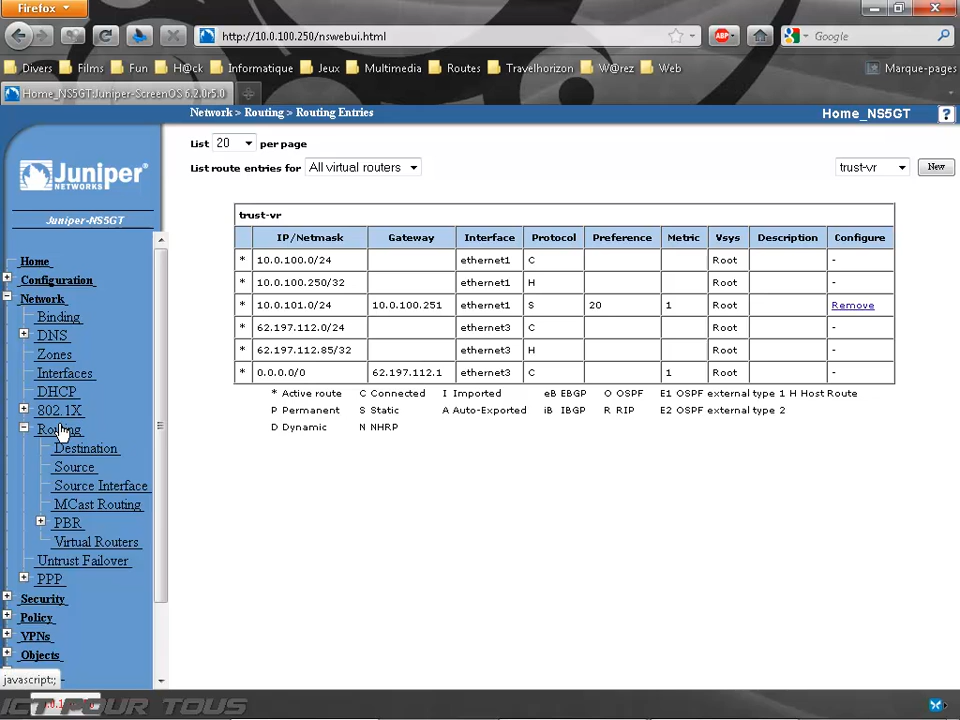 Firefox
http://10.0.100.250/nswebui.html
ABP
Google
Divers Films Fun H@ck Informatique Jeux Multimedia Routes Travelhorizon W@rez Web Marque-pages
Home_NS5GT:Juniper-ScreenOS 6.2.0r5.0
Network > Routing > Routing Entries Home_NS5GT ?
List 20 per page
List route entries for All virtual routers trust-vr New
Juniper
NETWORKS
Juniper-NS5GT
Home
Configuration
Network
Binding
DNS
Zones
Interfaces
DHCP
802.1X
Routing
Destination
Source
Source Interface
MCast Routing
PBR
Virtual Routers
Untrust Failover
PPP
Security
Policy
VPNs
Objects
javascript:;
trust-vr
IP/Netmask Gateway Interface Protocol Preference Metric Vsys Description Configure
* 10.0.100.0/24 ethernet1 C Root -
* 10.0.100.250/32 ethernet1 H Root -
* 10.0.101.0/24 10.0.100.251 ethernet1 S 20 1 Root Remove
* 62.197.112.0/24 ethernet3 C Root -
* 62.197.112.85/32 ethernet3 H Root -
* 0.0.0.0/0 62.197.112.1 ethernet3 C 1 Root -
* Active route C Connected I Imported eB EBGP O OSPF E1 OSPF external type 1 H Host Route
P Permanent S Static A Auto-Exported iB IBGP R RIP E2 OSPF external type 2
D Dynamic N NHRP
ICT POUR TOUS